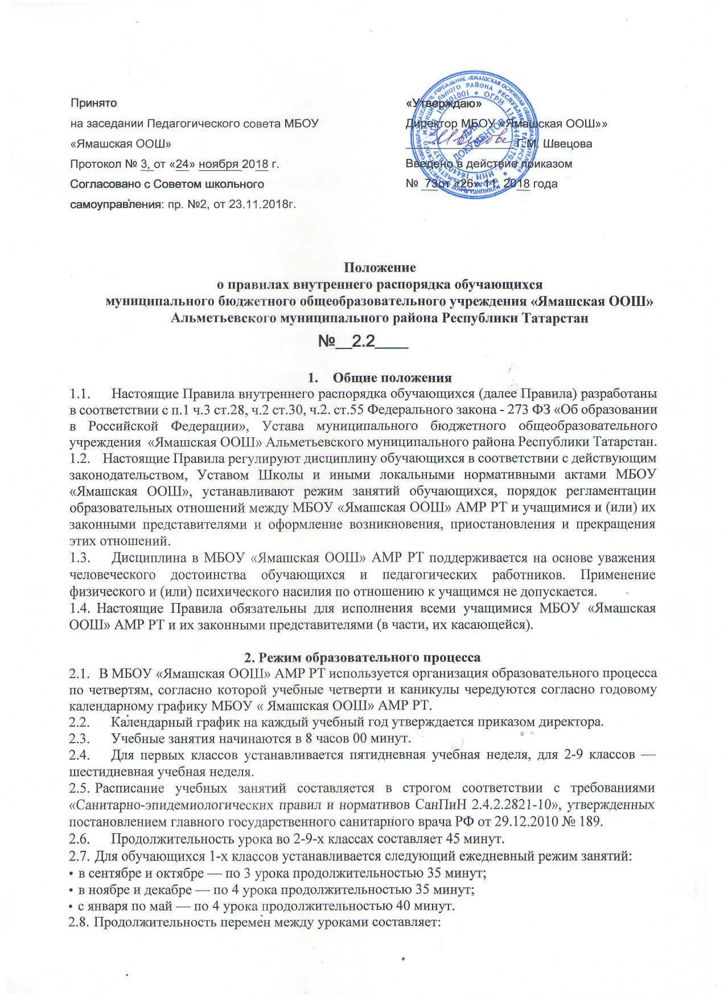 Принято
на заседании Педагогического совета МБОУ
«Ямашская ООШ»
Протокол № 3, от «24» ноября 2018 г.
Согласовано с Советом школьного
самоуправления: пр. №2, от 23.11.2018г.
«Утверждаю»
Директор МБОУ «Ямашская ООШ»»
Г.М. Швецова
Введено в действие приказом
№ 73от «26» 11 2018 года
ДЛЯ
ДОКУМЕНТОВ
Положение
о правилах внутреннего распорядка обучающихся
муниципального бюджетного общеобразовательного учреждения «Ямашская ООШ»
Альметьевского муниципального района Республики Татарстан
№__2.2____
1. Общие положения
1.1. Настоящие Правила внутреннего распорядка обучающихся (далее Правила) разработаны
в соответствии с п.1 ч.3 ст.28, ч.2 ст.30, ч.2. ст.55 Федерального закона - 273 ФЗ «Об образовании
в Российской Федерации», Устава муниципального бюджетного общеобразовательного
учреждения «Ямашская ООШ» Альметьевского муниципального района Республики Татарстан.
1.2. Настоящие Правила регулируют дисциплину обучающихся в соответствии с действующим
законодательством, Уставом Школы и иными локальными нормативными актами МБОУ
«Ямашская ООШ», устанавливают режим занятий обучающихся, порядок регламентации
образовательных отношений между МБОУ «Ямашская ООШ» АМР РТ и учащимися и (или) их
законными представителями и оформление возникновения, приостановления и прекращения
этих отношений.
1.3. Дисциплина в МБОУ «Ямашская ООШ» АМР РТ поддерживается на основе уважения
человеческого достоинства обучающихся и педагогических работников. Применение
физического и (или) психического насилия по отношению к учащимся не допускается.
1.4. Настоящие Правила обязательны для исполнения всеми учащимися МБОУ «Ямашская
ООШ» АМР РТ и их законными представителями (в части, их касающейся).
2. Режим образовательного процесса
2.1. В МБОУ «Ямашская ООШ» АМР РТ используется организация образовательного процесса
по четвертям, согласно которой учебные четверти и каникулы чередуются согласно годовому
календарному графику МБОУ « Ямашская ООШ» АМР РТ.
2.2. Календарный график на каждый учебный год утверждается приказом директора.
2.3. Учебные занятия начинаются в 8 часов 00 минут.
2.4. Для первых классов устанавливается пятидневная учебная неделя, для 2-9 классов —
шестидневная учебная неделя.
2.5. Расписание учебных занятий составляется в строгом соответствии с требованиями
«Санитарно-эпидемиологических правил и нормативов СанПиН 2.4.2.2821-10», утвержденных
постановлением главного государственного санитарного врача РФ от 29.12.2010 № 189.
2.6. Продолжительность урока во 2-9-х классах составляет 45 минут.
2.7. Для обучающихся 1-х классов устанавливается следующий ежедневный режим занятий:
• в сентябре и октябре — по 3 урока продолжительностью 35 минут;
• в ноябре и декабре — по 4 урока продолжительностью 35 минут;
• с января по май — по 4 урока продолжительностью 40 минут.
2.8. Продолжительность перемен между уроками составляет: